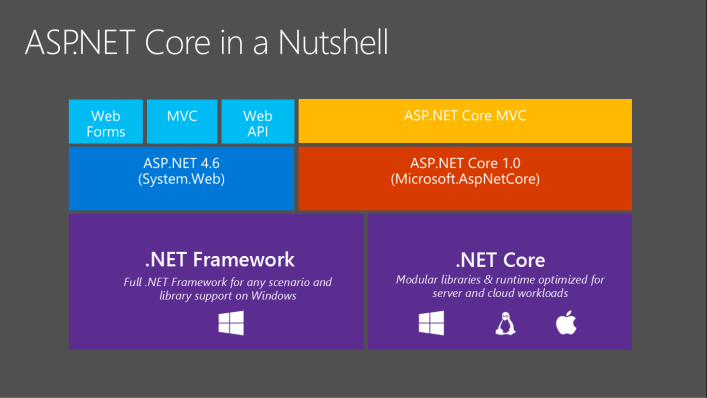 ASP.NET Core in a Nutshell
Web
Forms
MVC
Web
API
ASP.NET Core MVC
ASP.NET 4.6
(System.Web)
ASP.NET Core 1.0
(Microsoft.AspNetCore)
.NET Framework
Full .NET Framework for any scenario and
library support on Windows
.NET Core
Modular libraries & runtime optimized for
server and cloud workloads